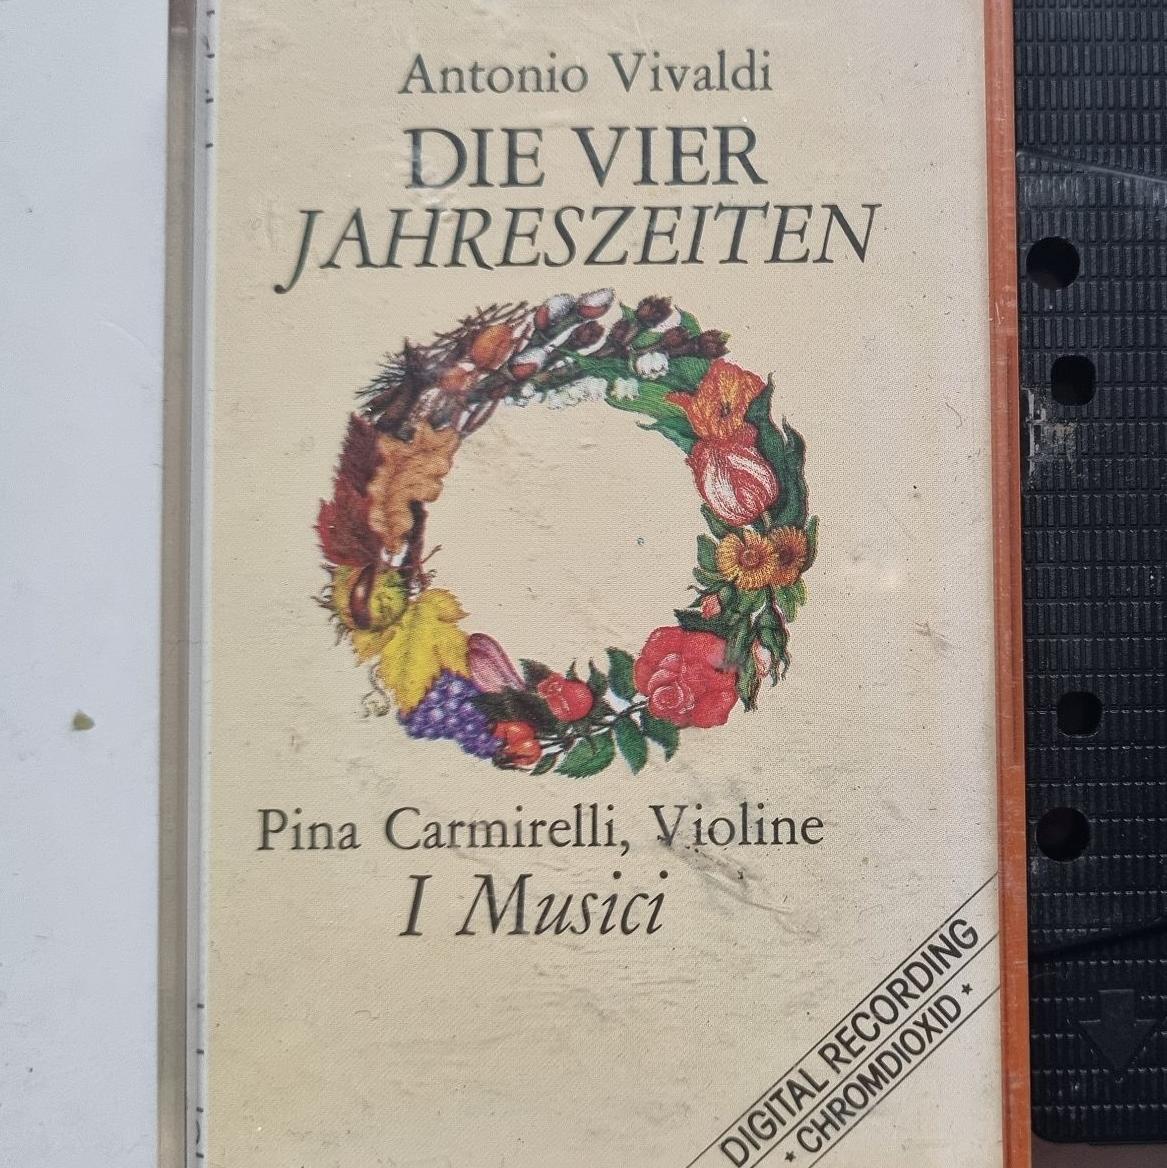 Antonio Vivaldi
DIE VIER
JAHRESZEITEN
Pina Carmirelli, Violine
I Musici
DIGITAL RECORDING
* CHROMDIOXID *